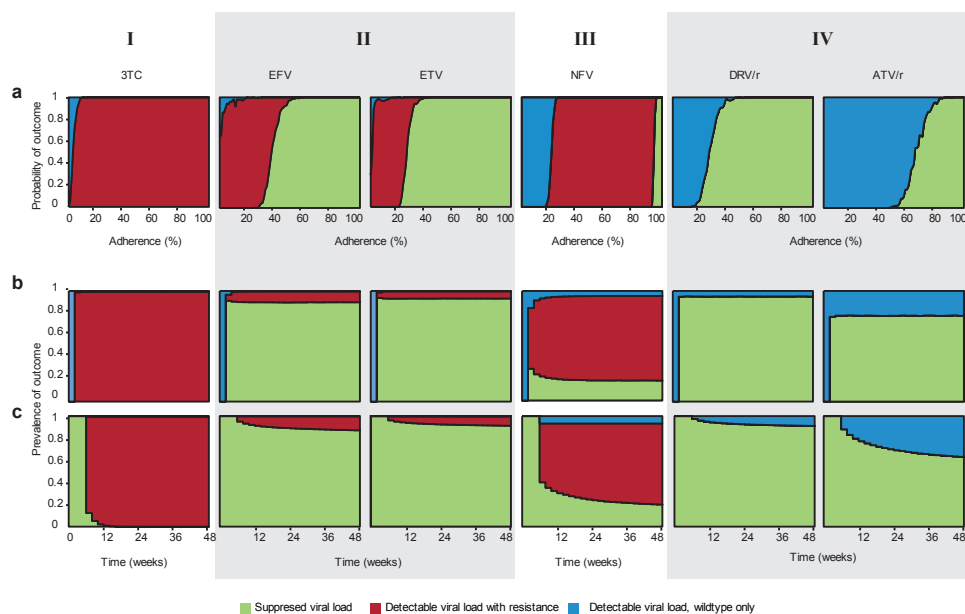 I II III IV
3TC EFV ETV NFV DRV/r ATV/r
a
Probability of outcome
1
0.8
0.6
0.4
0.2
0
0 20 40 60 80 100 20 40 60 80 100 20 40 60 80 100 20 40 60 80 100 20 40 60 80 100 20 40 60 80 100
Adherence (%) Adherence (%) Adherence (%) Adherence (%) Adherence (%) Adherence (%)
b
Prevalence of outcome
1
0.8
0.6
0.4
0.2
0
c
1
0.8
0.6
0.4
0.2
0
0 12 24 36 48 12 24 36 48 12 24 36 48 12 24 36 48 12 24 36 48 12 24 36 48
Time (weeks) Time (weeks) Time (weeks) Time (weeks) Time (weeks) Time (weeks)
Suppresed viral load Detectable viral load with resistance Detectable viral load, wildtype only